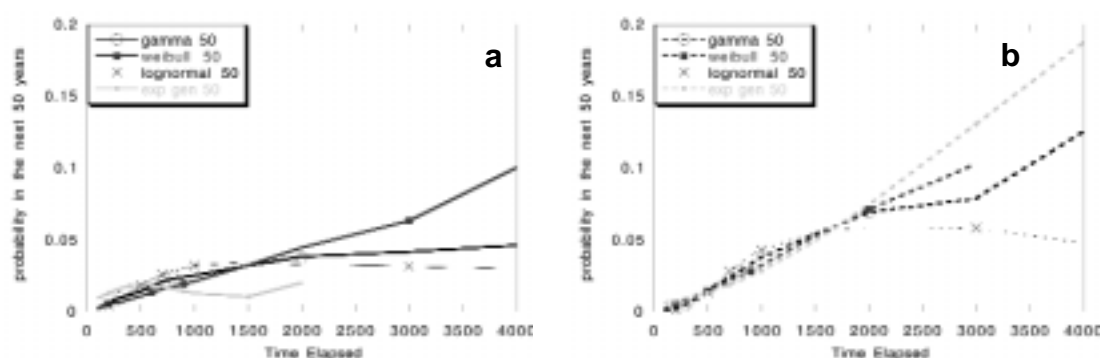 0.2
0.15
0.1
0.05
0
probability in the next 50 years
gamma 50
weibull 50
lognormal 50
exp gen 50
a
0 500 1000 1500 2000 2500 3000 3500 4000
Time Elapsed
0.2
0.15
0.1
0.05
0
probability in the next 50 years
gamma 50
weibull 50
lognormal 50
exp gen 50
b
0 500 1000 1500 2000 2500 3000 3500 4000
Time Elapsed